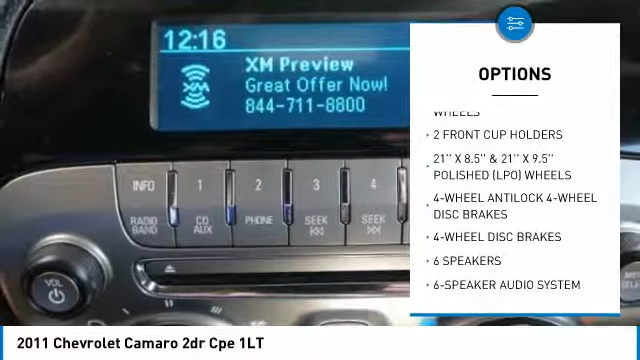 12:16
XM Preview
XM
Great Offer Now!
844-711-8800
INFO
1
2
3
4
RADIO BAND
CD AUX
PHONE
SEEK
SEEK
VOL
OPTIONS
WHEELS
2 FRONT CUP HOLDERS
21'' X 8.5'' & 21'' X 9.5''
POLISHED (LPO) WHEELS
4-WHEEL ANTILOCK 4-WHEEL
DISC BRAKES
4-WHEEL DISC BRAKES
6 SPEAKERS
6-SPEAKER AUDIO SYSTEM
2011 Chevrolet Camaro 2dr Cpe 1LT